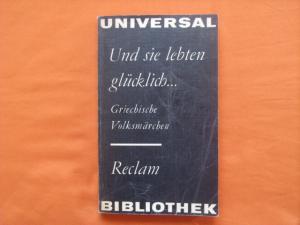 UNIVERSAL
Und sie lebten
glücklich...
Griechische
Volksmärchen
Reclam
BIBLIOTHEK